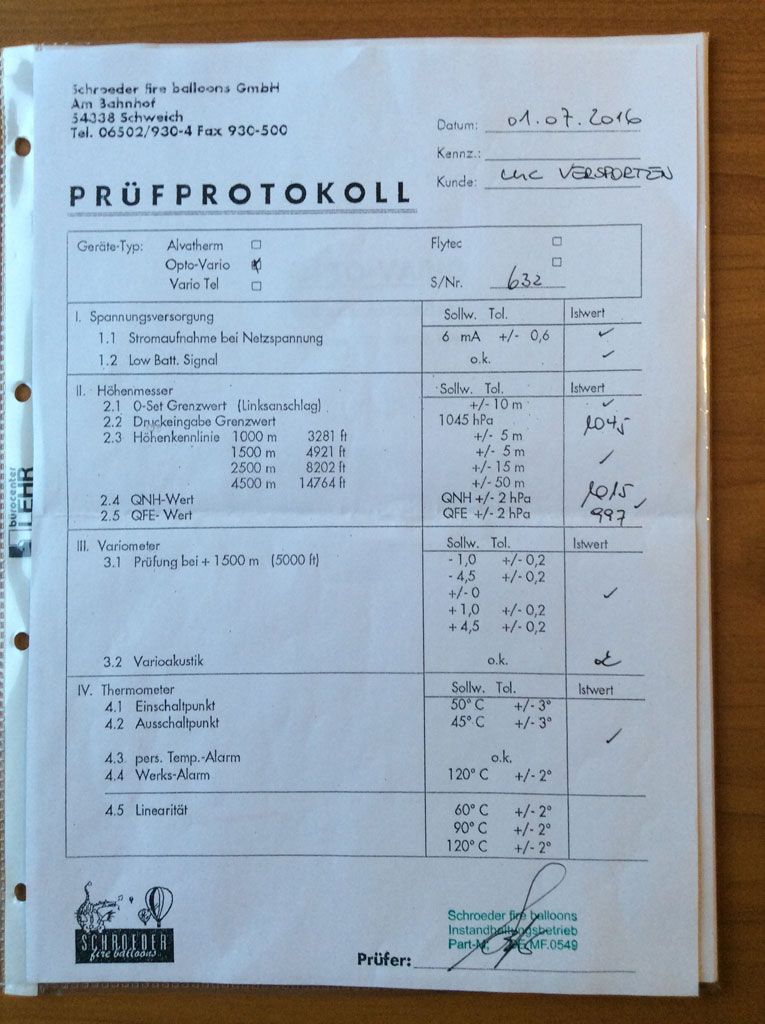 Schroeder fire balloons GmbH
Am Bahnhof
54338 Schweich
Tel. 06502/930-4 Fax 930-500
Datum: 01.07.2016
Kennz.:
Kunde: Luc VERSPORTEN
PRÜFPROTOKOLL
Geräte-Typ: Alvatherm ☐ Flytec ☐
Opto-Vario ☒ ☐
Vario Tel ☐ S/Nr. 632
I. Spannungsversorgung Sollw. Tol. Istwert
1.1 Stromaufnahme bei Netzspannung 6 mA +/- 0,6 ✓
1.2 Low Batt. Signal o.k. ✓
II. Höhenmesser Sollw. Tol. Istwert
2.1 0-Set Grenzwert (Linksanschlag) +/- 10 m ✓
2.2 Druckeingabe Grenzwert 1045 hPa 1045
2.3 Höhenkennlinie 1000 m 3281 ft +/- 5 m
1500 m 4921 ft +/- 5 m ✓
2500 m 8202 ft +/- 15 m
4500 m 14764 ft +/- 50 m
2.4 QNH-Wert QNH +/- 2 hPa 1015 ✓
2.5 QFE- Wert QFE +/- 2 hPa 997
III. Variometer Sollw. Tol. Istwert
3.1 Prüfung bei + 1500 m (5000 ft) - 1,0 +/- 0,2
- 4,5 +/- 0,2
+/- 0 ✓
+ 1,0 +/- 0,2
+ 4,5 +/- 0,2
3.2 Varioakustik o.k.
IV. Thermometer Sollw. Tol. Istwert
4.1 Einschaltpunkt 50° C +/- 3°
4.2 Ausschaltpunkt 45° C +/- 3° ✓
4.3 pers. Temp.-Alarm o.k.
4.4 Werks-Alarm 120° C +/- 2°
4.5 Linearität 60° C +/- 2°
90° C +/- 2°
120° C +/- 2°
SCHROEDER
fire balloons
Schroeder fire balloons
Instandhaltungsbetrieb
Part-M: DE.MF.0549
Prüfer:
bürocenter
LEHR